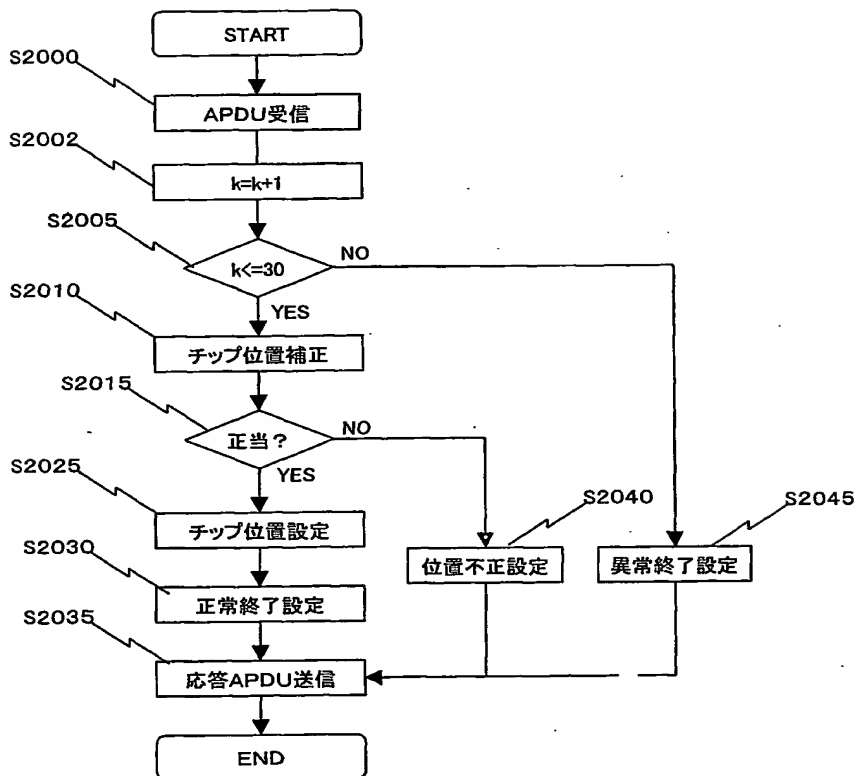 START
S2000
APDU受信
S2002
k=k+1
S2005
k<=30
NO
YES
S2010
チップ位置補正
S2015
正当？
NO
YES
S2025
チップ位置設定
S2040
位置不正設定
S2045
異常終了設定
S2030
正常終了設定
S2035
応答APDU送信
END